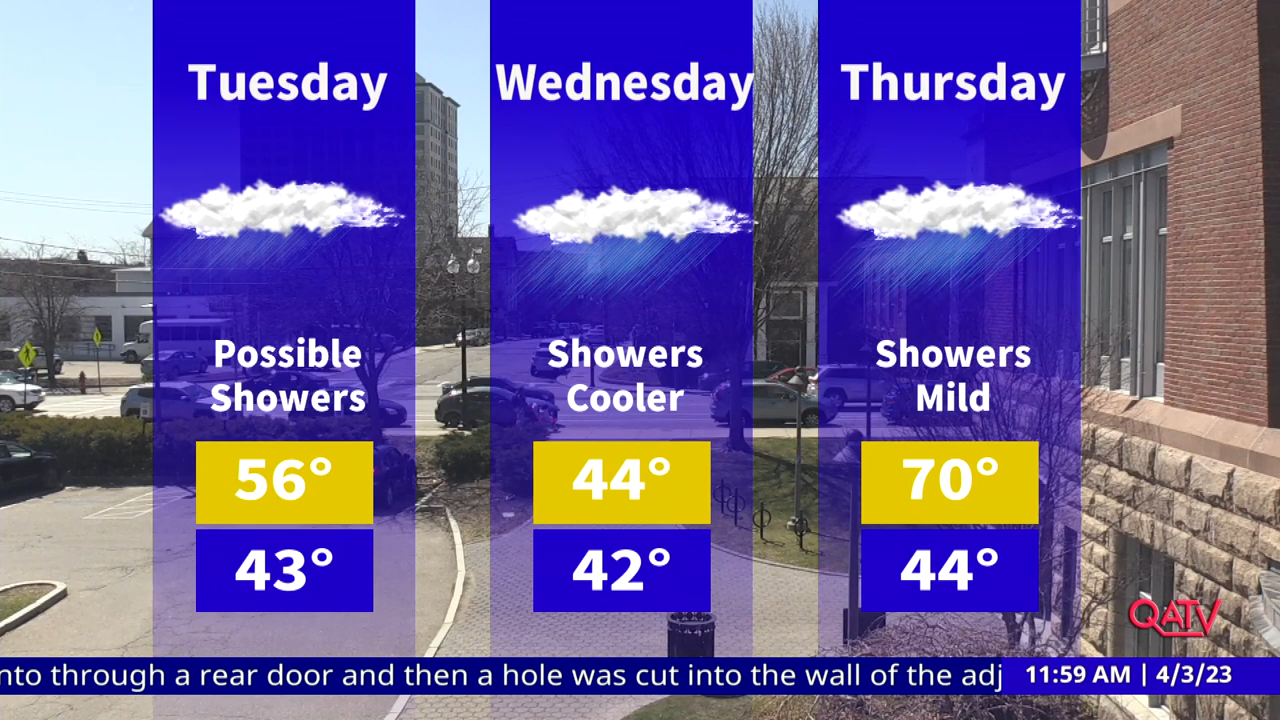 Tuesday
Possible
Showers
56°
43°
Wednesday
Showers
Cooler
44°
42°
Thursday
Showers
Mild
70°
44°
QATV
nto through a rear door and then a hole was cut into the wall of the adj
11:59 AM | 4/3/23